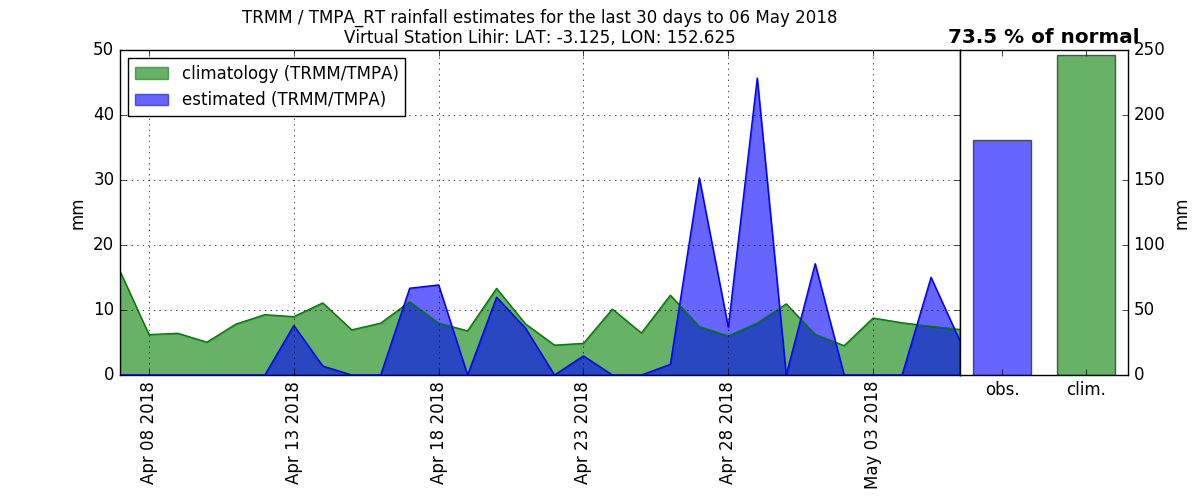 TRMM / TMPA_RT rainfall estimates for the last 30 days to 06 May 2018
Virtual Station Lihir: LAT: -3.125, LON: 152.625
73.5 % of normal
climatology (TRMM/TMPA)
estimated (TRMM/TMPA)
50
40
30
20
10
0
mm
250
200
150
100
50
0
mm
Apr 08 2018
Apr 13 2018
Apr 18 2018
Apr 23 2018
Apr 28 2018
May 03 2018
obs.
clim.